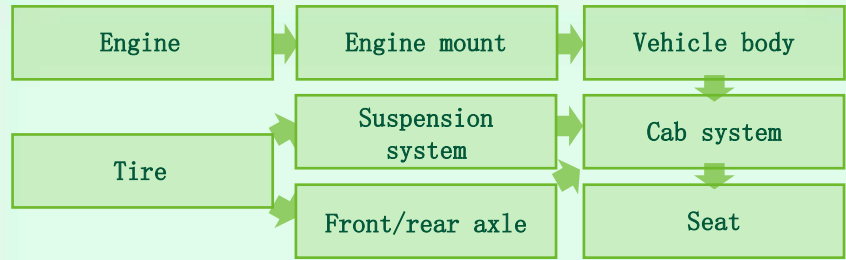 Engine
Engine mount
Vehicle body
Tire
Suspension
system
Cab system
Front/rear axle
Seat